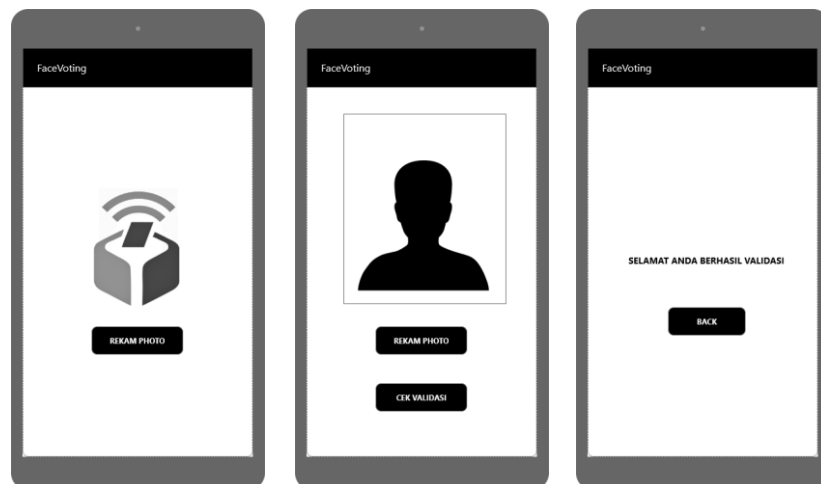 FaceVoting
REKAM PHOTO
FaceVoting
REKAM PHOTO
CEK VALIDASI
FaceVoting
SELAMAT ANDA BERHASIL VALIDASI
BACK